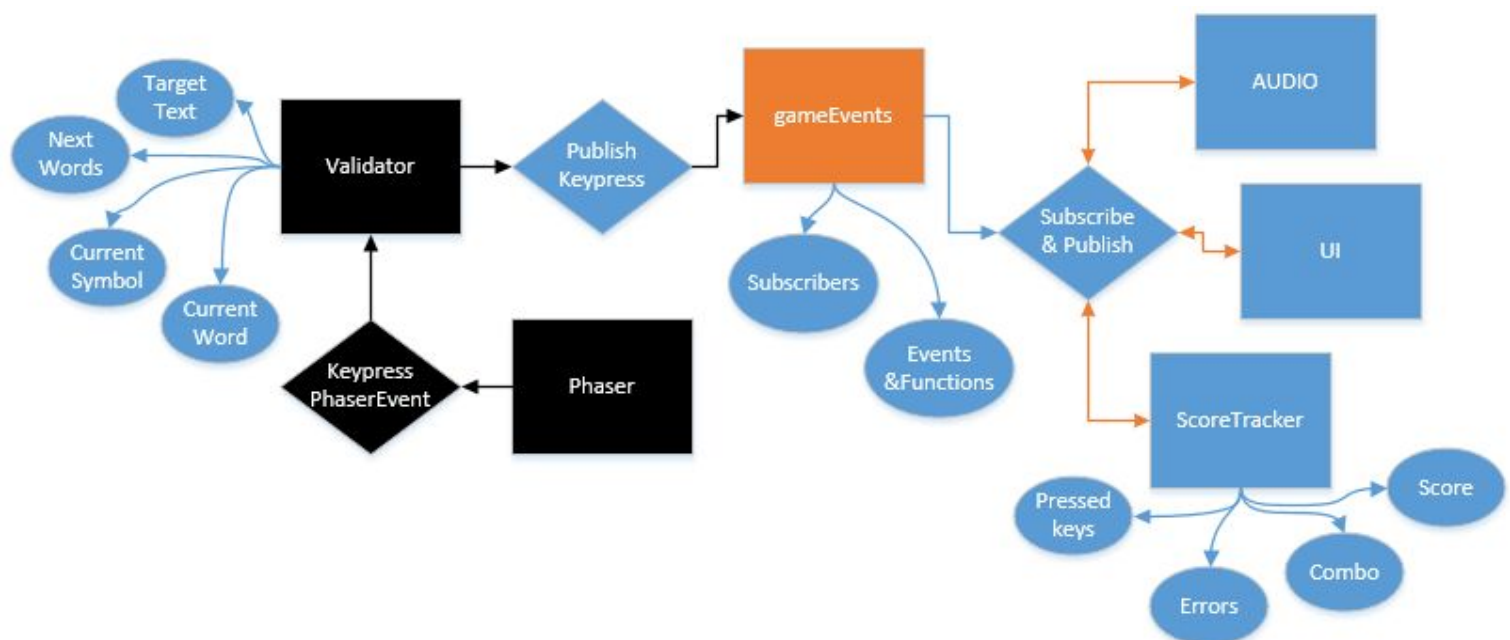 Target
Text
Next
Words
Current
Symbol
Current
Word
Validator
Keypress
PhaserEvent
Phaser
Publish
Keypress
gameEvents
Subscribers
Events
&Functions
Subscribe
& Publish
AUDIO
UI
ScoreTracker
Pressed
keys
Errors
Combo
Score